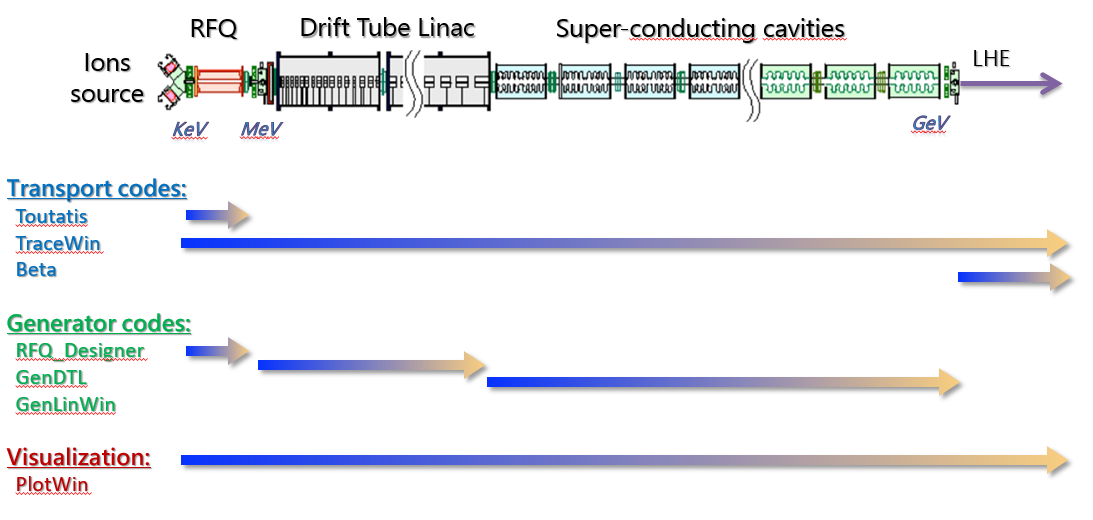 RFQ
Drift Tube Linac
Super-conducting cavities
Ions
source
LHE
KeV
MeV
GeV
Transport codes:
Toutatis
TraceWin
Beta
Generator codes:
RFQ_Designer
GenDTL
GenLinWin
Visualization:
PlotWin